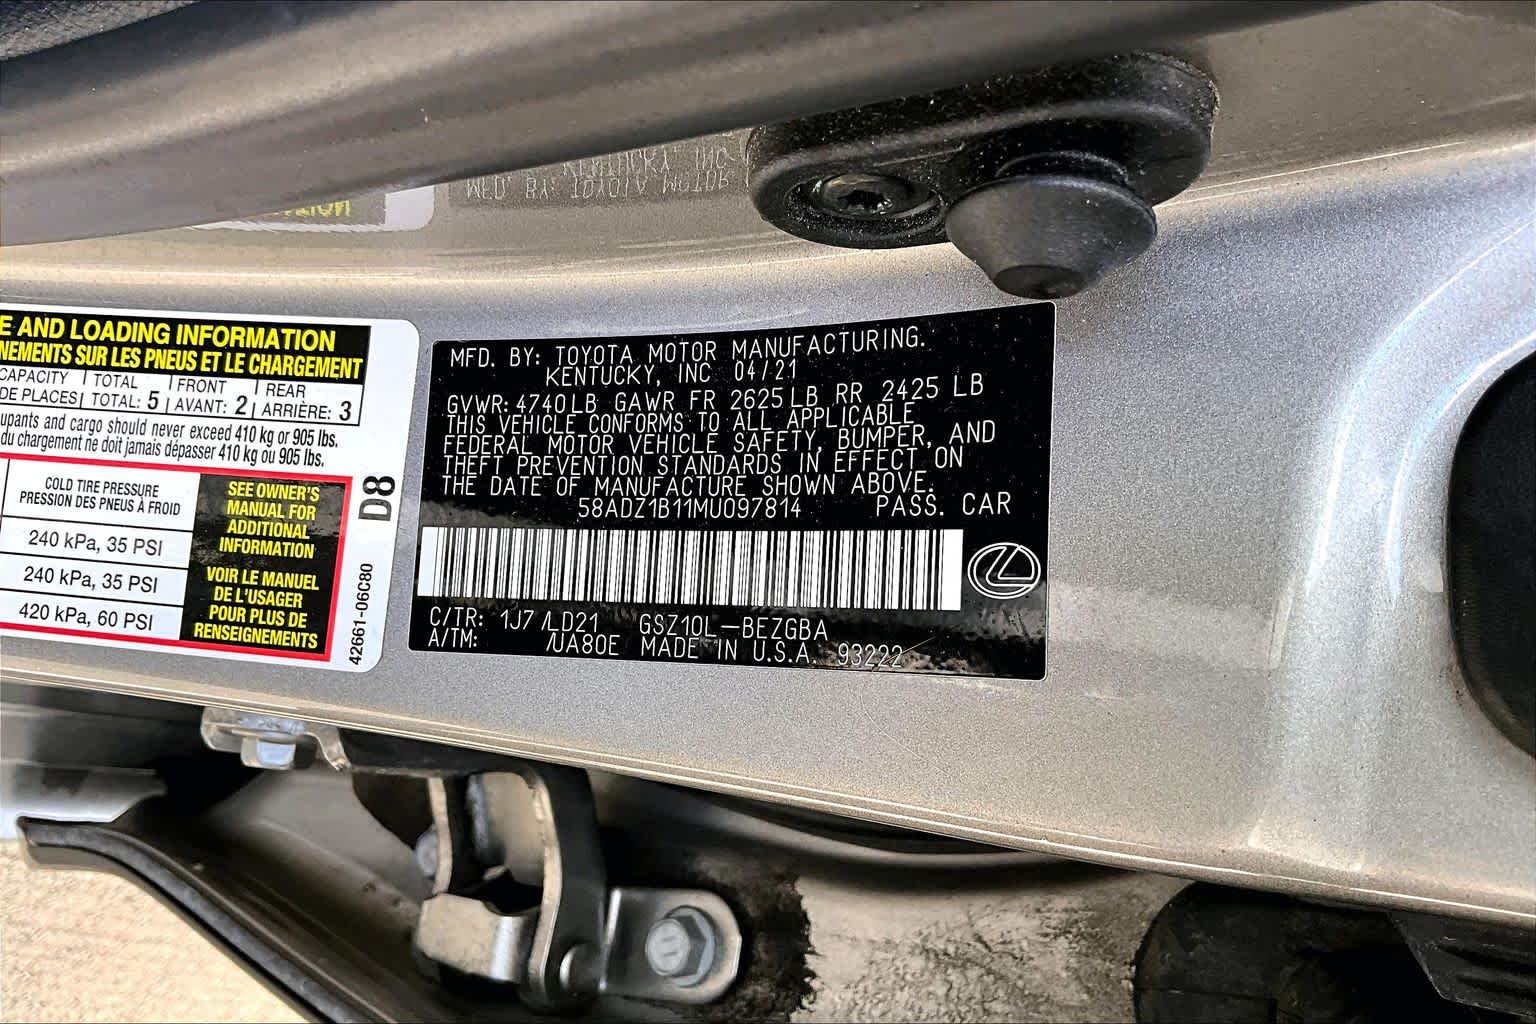 E AND LOADING INFORMATION
NEMENTS SUR LES PNEUS ET LE CHARGEMENT
CAPACITY TOTAL FRONT REAR
DE PLACES TOTAL: 5 AVANT: 2 ARRIÈRE: 3
upants and cargo should never exceed 410 kg or 905 lbs.
du chargement ne doit jamais dépasser 410 kg ou 905 lbs.
COLD TIRE PRESSURE
PRESSION DES PNEUS À FROID
240 kPa, 35 PSI
240 kPa, 35 PSI
420 kPa, 60 PSI
SEE OWNER'S
MANUAL FOR
ADDITIONAL
INFORMATION
VOIR LE MANUEL
DE L'USAGER
POUR PLUS DE
RENSEIGNEMENTS
D8
42661-06C80
MFD. BY: TOYOTA MOTOR MANUFACTURING.
KENTUCKY, INC 04/21
GVWR: 4740LB GAWR FR 2625LB RR 2425 LB
THIS VEHICLE CONFORMS TO ALL APPLICABLE
FEDERAL MOTOR VEHICLE SAFETY, BUMPER, AND
THEFT PREVENTION STANDARDS IN EFFECT ON
THE DATE OF MANUFACTURE SHOWN ABOVE.
58ADZ1B11MU097814 PASS. CAR
C/TR: 1J7 /LD21 GSZ10L-BEZGBA
A/TM: /UA80E MADE IN U.S.A. 93222